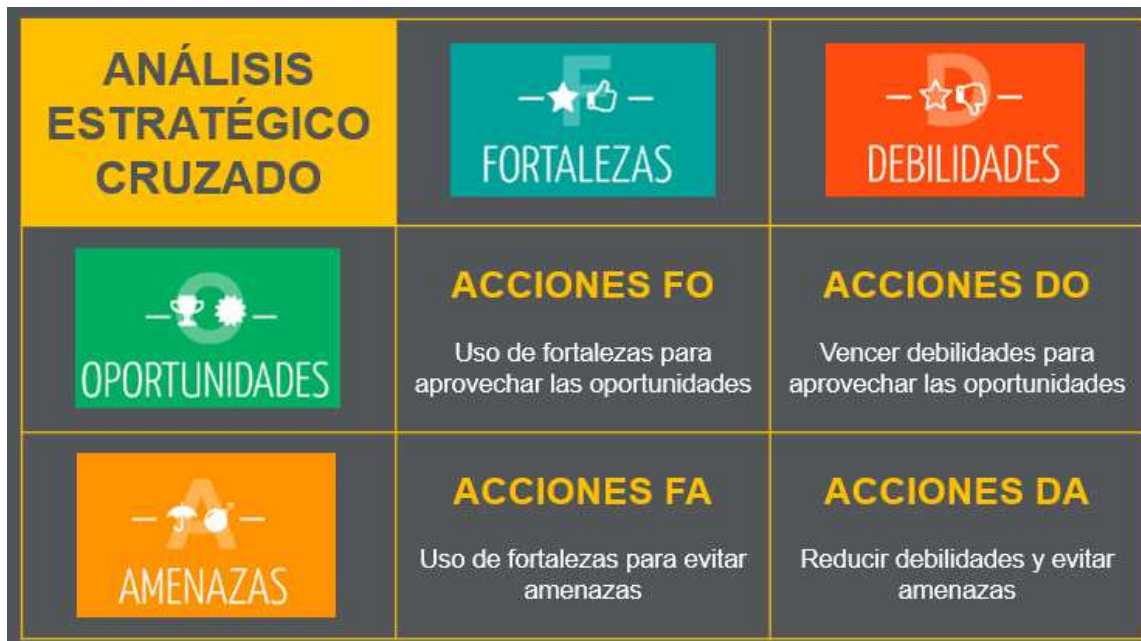 ANÁLISIS
ESTRATÉGICO
CRUZADO
F
FORTALEZAS
D
DEBILIDADES
O
OPORTUNIDADES
ACCIONES FO
Uso de fortalezas para
aprovechar las oportunidades
ACCIONES DO
Vencer debilidades para
aprovechar las oportunidades
A
AMENAZAS
ACCIONES FA
Uso de fortalezas para evitar
amenazas
ACCIONES DA
Reducir debilidades y evitar
amenazas